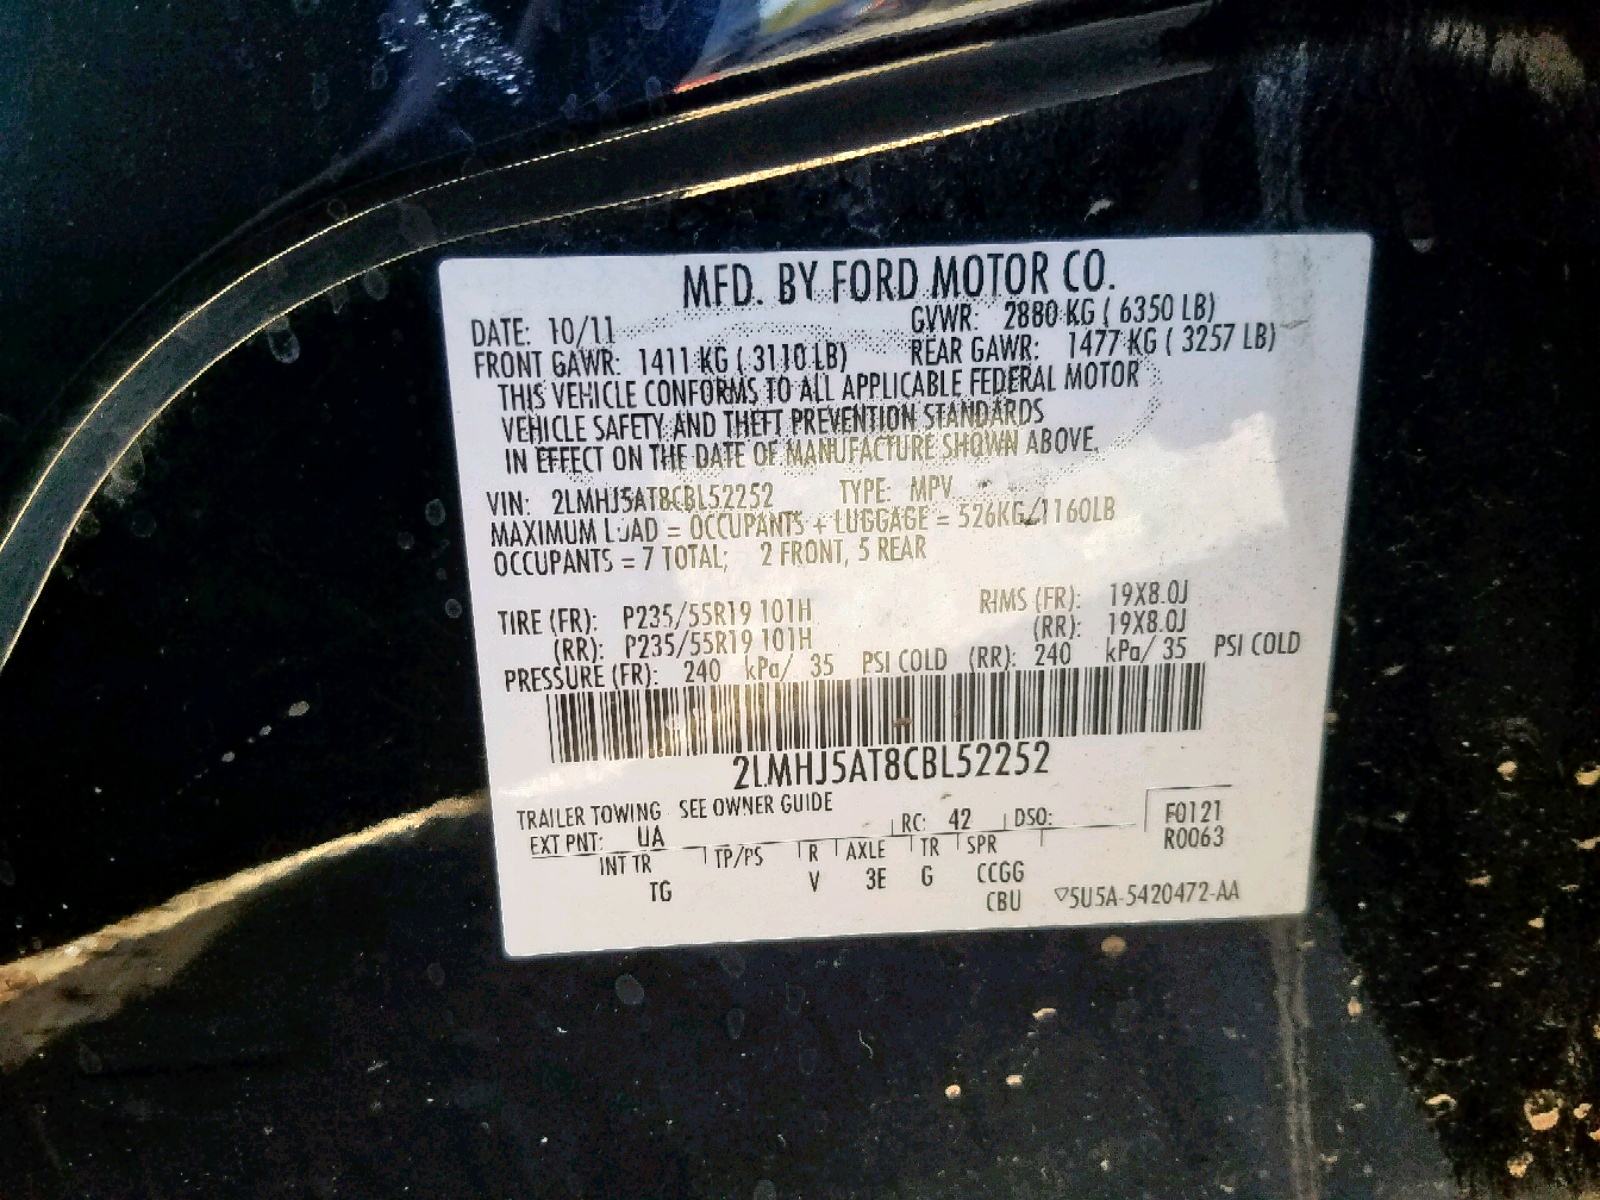 MFD. BY FORD MOTOR CO.
DATE: 10/11 GVWR: 2880 KG ( 6350 LB)
FRONT GAWR: 1411 KG ( 3110 LB) REAR GAWR: 1477 KG ( 3257 LB)
THIS VEHICLE CONFORMS TO ALL APPLICABLE FEDERAL MOTOR
VEHICLE SAFETY AND THEFT PREVENTION STANDARDS
IN EFFECT ON THE DATE OF MANUFACTURE SHOWN ABOVE.
VIN: 2LMHJ5AT8CBL52252 TYPE: MPV
MAXIMUM LOAD = OCCUPANTS + LUGGAGE = 526KG/1160LB
OCCUPANTS = 7 TOTAL; 2 FRONT, 5 REAR
TIRE (FR): P235/55R19 101H RIMS (FR): 19X8.0J
(RR): P235/55R19 101H (RR): 19X8.0J
PRESSURE (FR): 240 kPa/ 35 PSI COLD (RR): 240 kPa/ 35 PSI COLD
2LMHJ5AT8CBL52252
TRAILER TOWING SEE OWNER GUIDE
EXT PNT: UA RC: 42 DSO: F0121
R0063
INT TR TP/PS R AXLE TR SPR
TG V 3E G CCGG
CBU ▽5U5A-5420472-AA